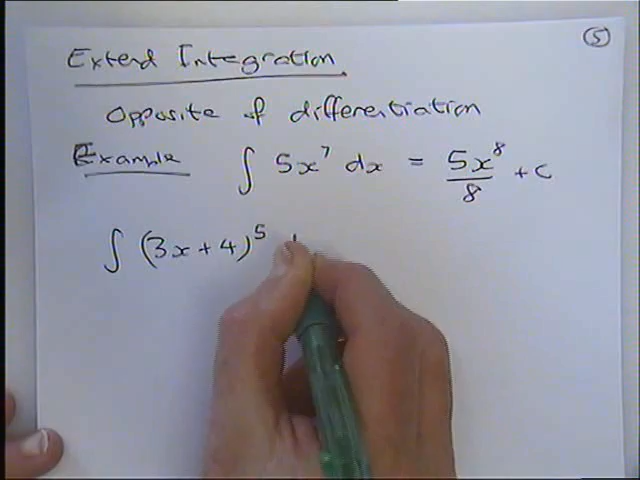 ⑤
Extend Integration
Opposite of differentiation
Example ∫ 5x⁷ dx = 5x⁸/8 + c
∫ (3x + 4)⁵